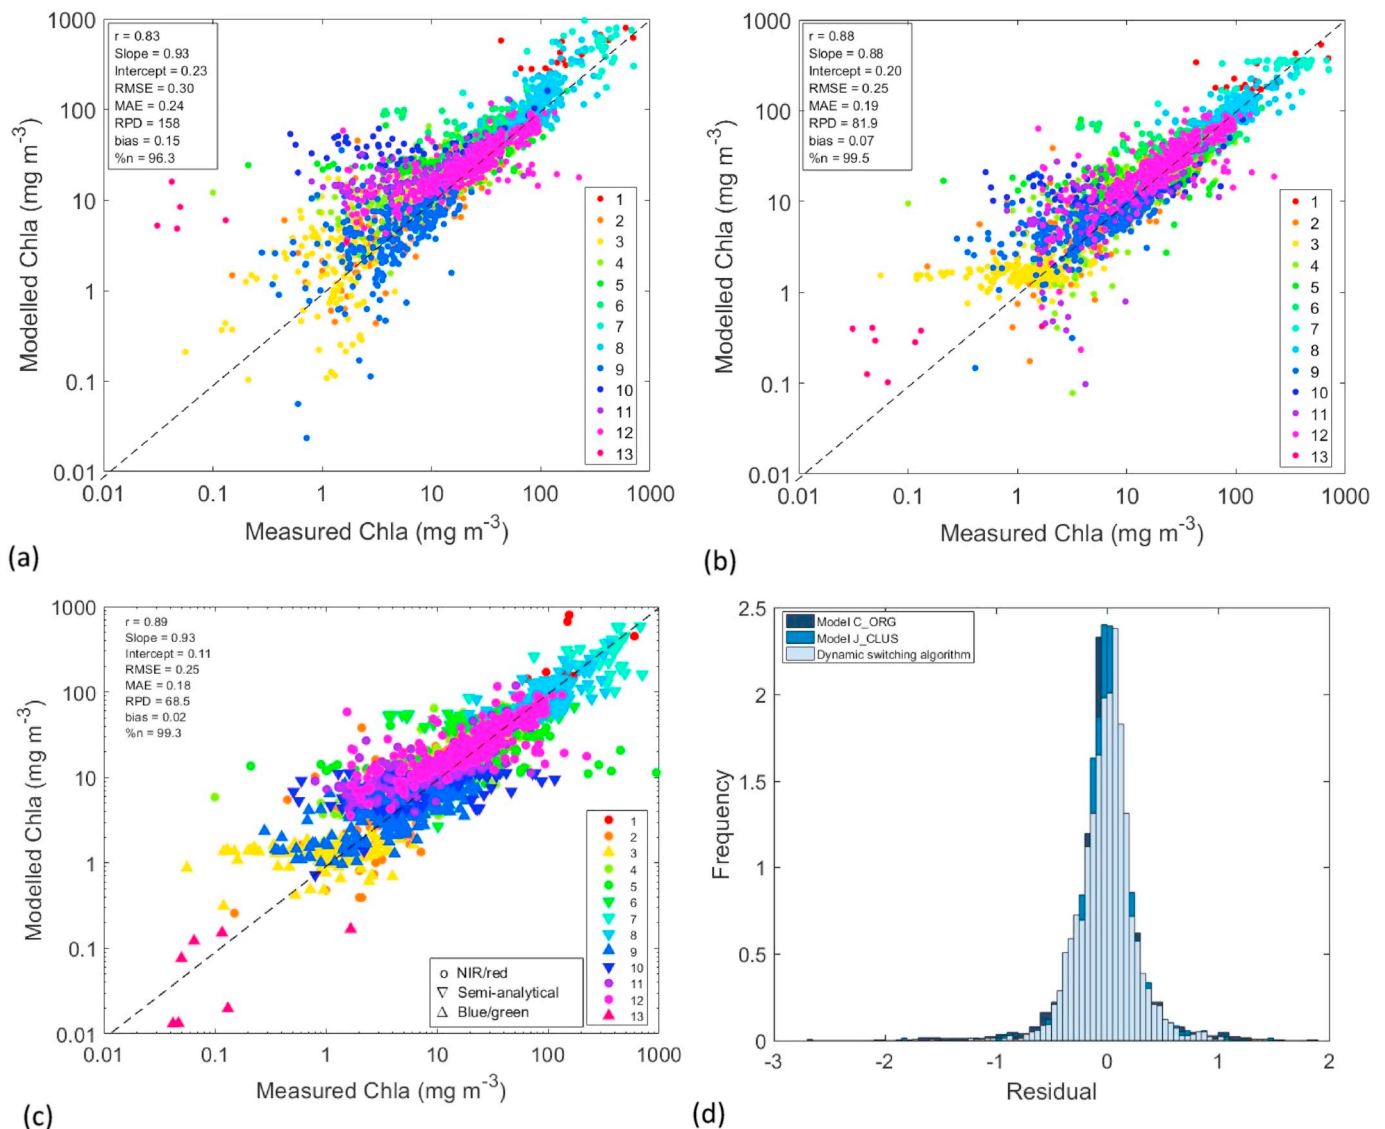 1000
100
10
1
0.1
0.01
Modelled Chla (mg m⁻³)
r = 0.83
Slope = 0.93
Intercept = 0.23
RMSE = 0.30
MAE = 0.24
RPD = 158
bias = 0.15
%n = 96.3
1
2
3
4
5
6
7
8
9
10
11
12
13
0.01 0.1 1 10 100 1000
Measured Chla (mg m⁻³)
(a)
1000
100
10
1
0.1
0.01
Modelled Chla (mg m⁻³)
r = 0.88
Slope = 0.88
Intercept = 0.20
RMSE = 0.25
MAE = 0.19
RPD = 81.9
bias = 0.07
%n = 99.5
1
2
3
4
5
6
7
8
9
10
11
12
13
0.01 0.1 1 10 100 1000
Measured Chla (mg m⁻³)
(b)
1000
100
10
1
0.1
0.01
Modelled Chla (mg m⁻³)
r = 0.89
Slope = 0.93
Intercept = 0.11
RMSE = 0.25
MAE = 0.18
RPD = 68.5
bias = 0.02
%n = 99.3
NIR/red
Semi-analytical
Blue/green
1
2
3
4
5
6
7
8
9
10
11
12
13
0.01 0.1 1 10 100 1000
Measured Chla (mg m⁻³)
(c)
2.5
2
1.5
1
0.5
0
Frequency
Model C_ORG
Model J_CLUS
Dynamic switching algorithm
-3 -2 -1 0 1 2
Residual
(d)